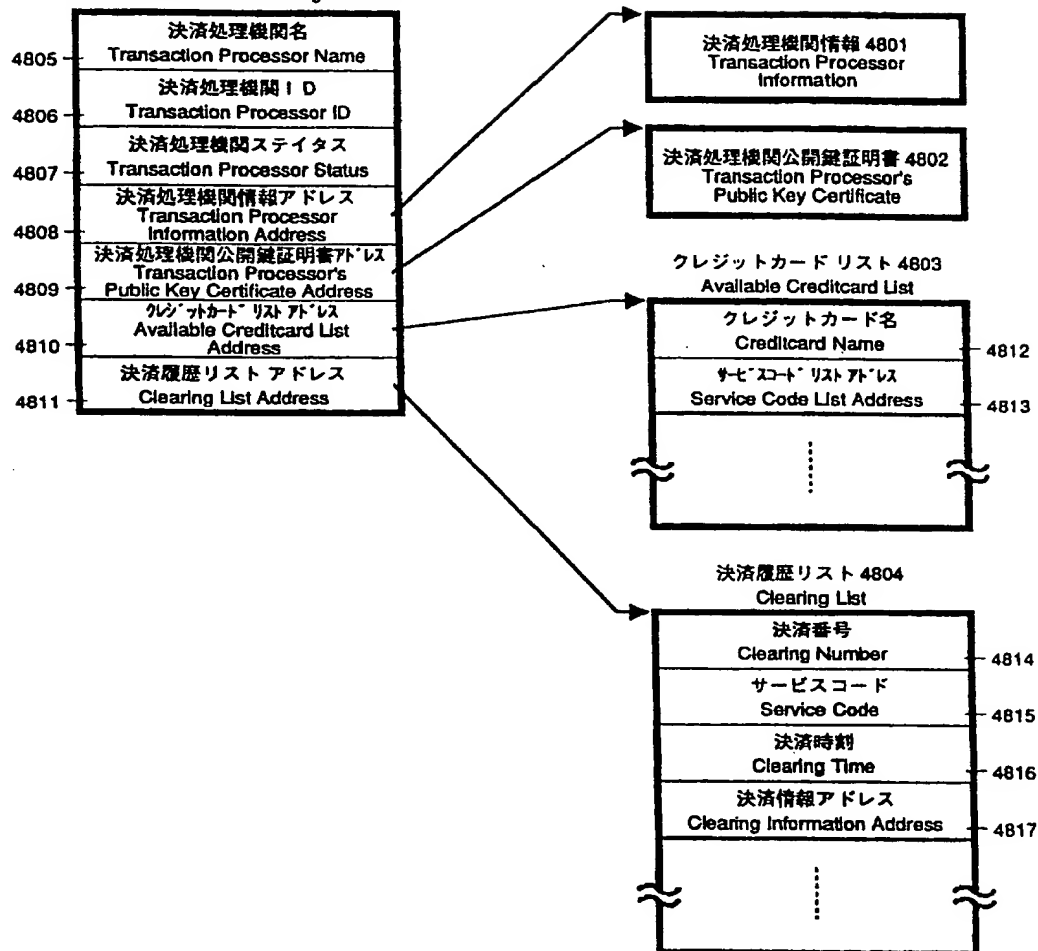 決済処理機関名
Transaction Processor Name
4805
決済処理機関ID
Transaction Processor ID
4806
決済処理機関ステイタス
Transaction Processor Status
4807
決済処理機関情報アドレス
Transaction Processor
Information Address
4808
決済処理機関公開鍵証明書アドレス
Transaction Processor's
Public Key Certificate Address
4809
クレジットカード リスト アドレス
Available Creditcard List
Address
4810
決済履歴リスト アドレス
Clearing List Address
4811
決済処理機関情報 4801
Transaction Processor
Information
決済処理機関公開鍵証明書 4802
Transaction Processor's
Public Key Certificate
クレジットカード リスト 4803
Available Creditcard List
クレジットカード名
Creditcard Name
4812
サービスコード リスト アドレス
Service Code List Address
4813
決済履歴リスト 4804
Clearing List
決済番号
Clearing Number
4814
サービスコード
Service Code
4815
決済時刻
Clearing Time
4816
決済情報アドレス
Clearing Information Address
4817